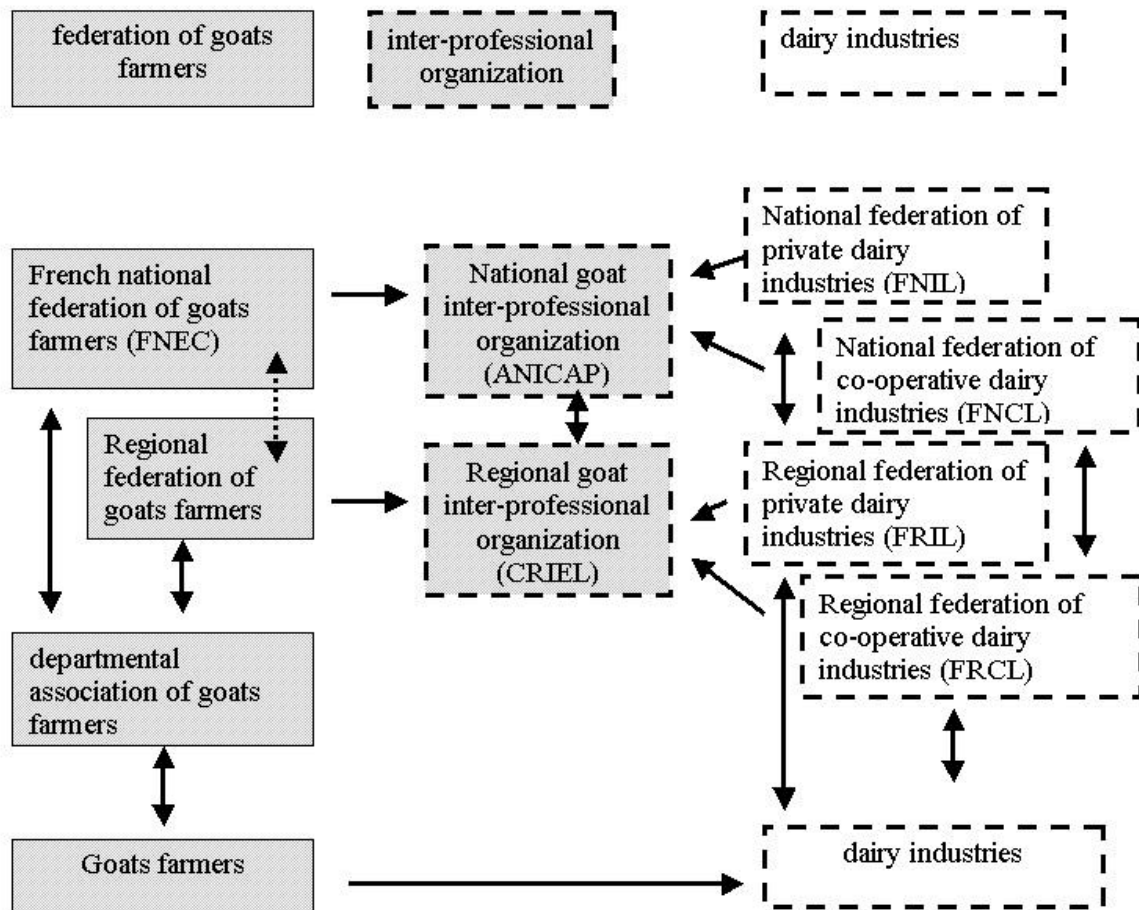 federation of goats
farmers
inter-professional
organization
dairy industries
French national
federation of goats
farmers (FNEC)
National goat
inter-professional
organization
(ANICAP)
National federation of
private dairy
industries (FNIL)
National federation of
co-operative dairy
industries (FNCL)
Regional
federation of
goats farmers
Regional goat
inter-professional
organization
(CRIEL)
Regional federation of
private dairy
industries (FRIL)
Regional federation of
co-operative dairy
industries (FRCL)
departmental
association of goats
farmers
Goats farmers
dairy industries